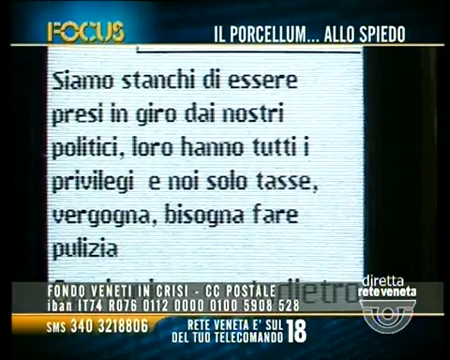 FOCUS
IL PORCELLUM... ALLO SPIEDO
Siamo stanchi di essere
presi in giro dai nostri
politici, loro hanno tutti i
privilegi e noi solo tasse,
vergogna, bisogna fare
pulizia
dietro
diretta
reteveneta
FONDO VENETI IN CRISI - CC POSTALE
iban IT74 R076 0112 0000 0100 5908 528
SMS 340 3218806
RETE VENETA E' SUL
DEL TUO TELECOMANDO 18